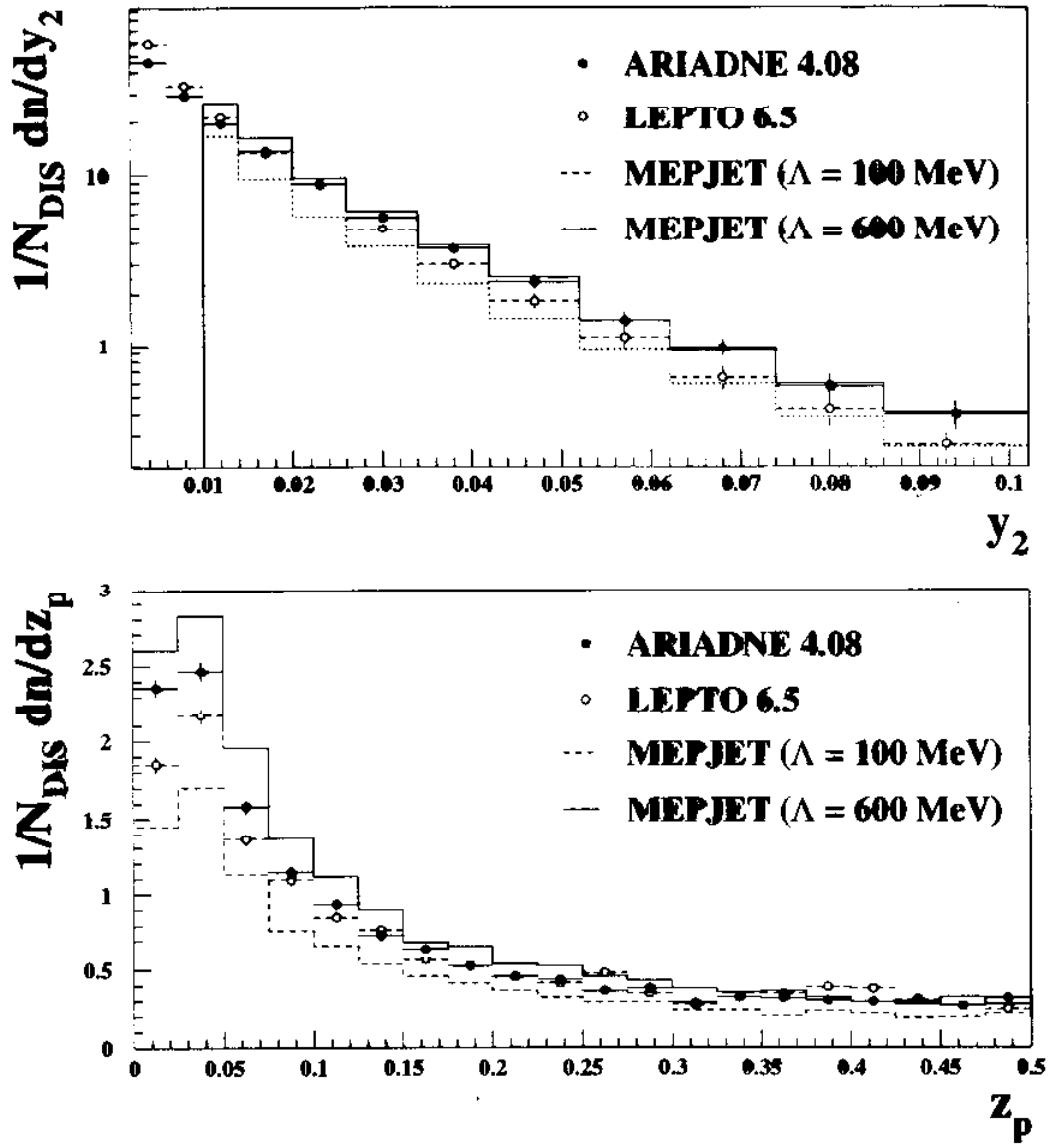 1/N_DIS dn/dy_2
10
1
ARIADNE 4.08
LEPTO 6.5
MEPJET (Λ = 100 MeV)
MEPJET (Λ = 600 MeV)
0.01 0.02 0.03 0.04 0.05 0.06 0.07 0.08 0.09 0.1
y_2
1/N_DIS dn/dz_p
3
2.5
2
1.5
1
0.5
0
ARIADNE 4.08
LEPTO 6.5
MEPJET (Λ = 100 MeV)
MEPJET (Λ = 600 MeV)
0 0.05 0.1 0.15 0.2 0.25 0.3 0.35 0.4 0.45 0.5
z_p